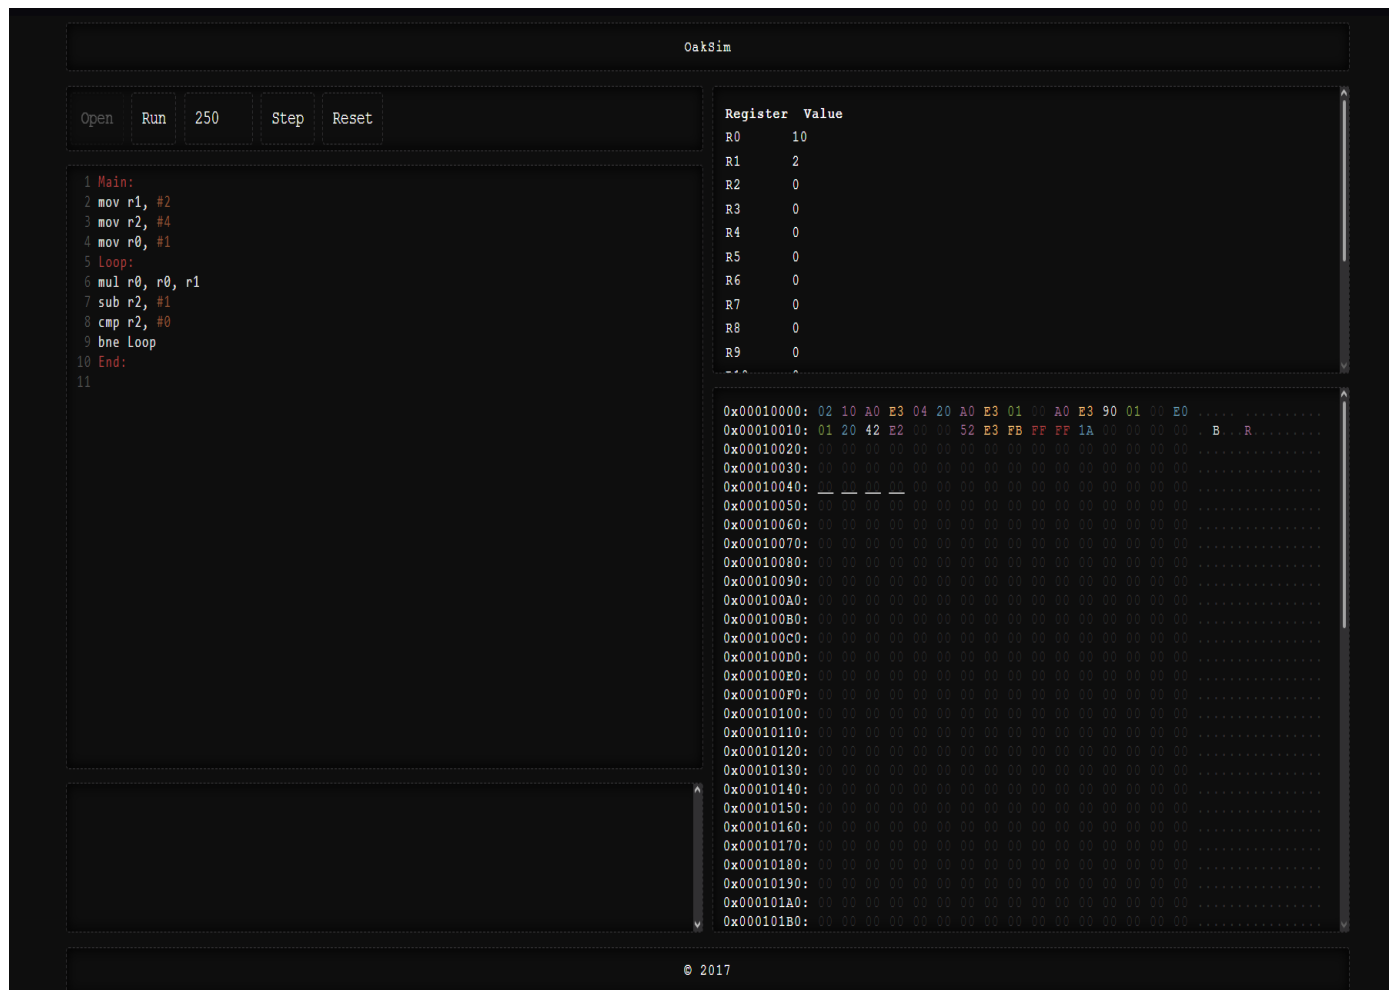 OakSim
Open Run 250 Step Reset
1 Main:
2 mov r1, #2
3 mov r2, #4
4 mov r0, #1
5 Loop:
6 mul r0, r0, r1
7 sub r2, #1
8 cmp r2, #0
9 bne Loop
10 End:
11
Register Value
R0 10
R1 2
R2 0
R3 0
R4 0
R5 0
R6 0
R7 0
R8 0
R9 0
0x00010000: 02 10 A0 E3 04 20 A0 E3 01 00 A0 E3 90 01 00 E0 ................
0x00010010: 01 20 42 E2 00 00 52 E3 FB FF FF 1A 00 00 00 00 . B...R.........
0x00010020: 00 00 00 00 00 00 00 00 00 00 00 00 00 00 00 00 ................
0x00010030: 00 00 00 00 00 00 00 00 00 00 00 00 00 00 00 00 ................
0x00010040: 00 00 00 00 00 00 00 00 00 00 00 00 00 00 00 00 ................
0x00010050: 00 00 00 00 00 00 00 00 00 00 00 00 00 00 00 00 ................
0x00010060: 00 00 00 00 00 00 00 00 00 00 00 00 00 00 00 00 ................
0x00010070: 00 00 00 00 00 00 00 00 00 00 00 00 00 00 00 00 ................
0x00010080: 00 00 00 00 00 00 00 00 00 00 00 00 00 00 00 00 ................
0x00010090: 00 00 00 00 00 00 00 00 00 00 00 00 00 00 00 00 ................
0x000100A0: 00 00 00 00 00 00 00 00 00 00 00 00 00 00 00 00 ................
0x000100B0: 00 00 00 00 00 00 00 00 00 00 00 00 00 00 00 00 ................
0x000100C0: 00 00 00 00 00 00 00 00 00 00 00 00 00 00 00 00 ................
0x000100D0: 00 00 00 00 00 00 00 00 00 00 00 00 00 00 00 00 ................
0x000100E0: 00 00 00 00 00 00 00 00 00 00 00 00 00 00 00 00 ................
0x000100F0: 00 00 00 00 00 00 00 00 00 00 00 00 00 00 00 00 ................
0x00010100: 00 00 00 00 00 00 00 00 00 00 00 00 00 00 00 00 ................
0x00010110: 00 00 00 00 00 00 00 00 00 00 00 00 00 00 00 00 ................
0x00010120: 00 00 00 00 00 00 00 00 00 00 00 00 00 00 00 00 ................
0x00010130: 00 00 00 00 00 00 00 00 00 00 00 00 00 00 00 00 ................
0x00010140: 00 00 00 00 00 00 00 00 00 00 00 00 00 00 00 00 ................
0x00010150: 00 00 00 00 00 00 00 00 00 00 00 00 00 00 00 00 ................
0x00010160: 00 00 00 00 00 00 00 00 00 00 00 00 00 00 00 00 ................
0x00010170: 00 00 00 00 00 00 00 00 00 00 00 00 00 00 00 00 ................
0x00010180: 00 00 00 00 00 00 00 00 00 00 00 00 00 00 00 00 ................
0x00010190: 00 00 00 00 00 00 00 00 00 00 00 00 00 00 00 00 ................
0x000101A0: 00 00 00 00 00 00 00 00 00 00 00 00 00 00 00 00 ................
0x000101B0: 00 00 00 00 00 00 00 00 00 00 00 00 00 00 00 00 ................
© 2017